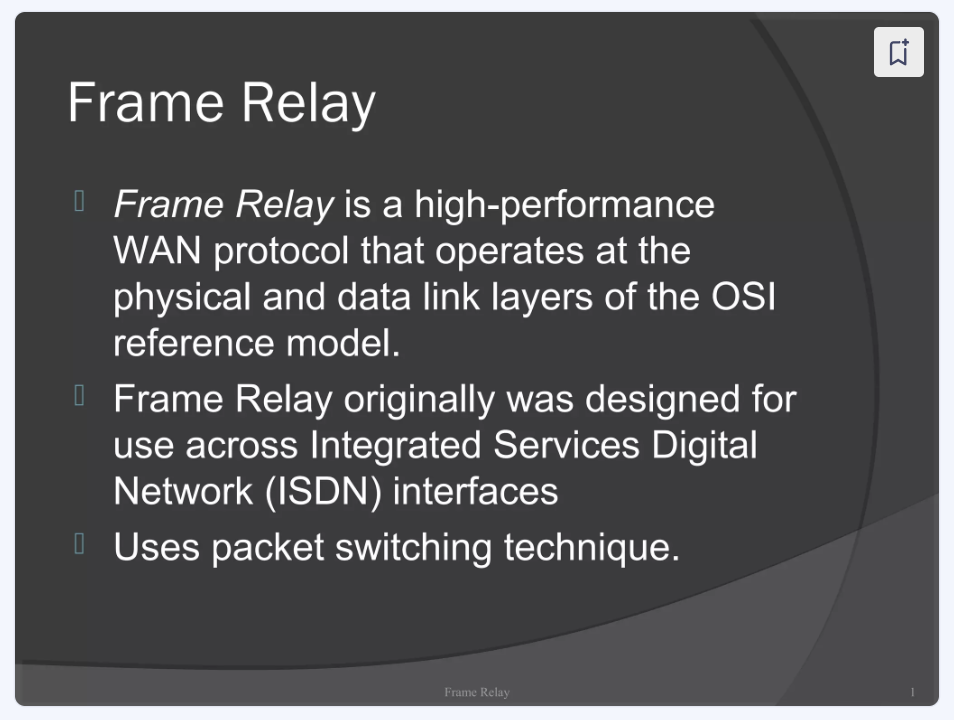 Frame Relay
Frame Relay is a high-performance
WAN protocol that operates at the
physical and data link layers of the OSI
reference model.
Frame Relay originally was designed for
use across Integrated Services Digital
Network (ISDN) interfaces
Uses packet switching technique.
Frame Relay
1